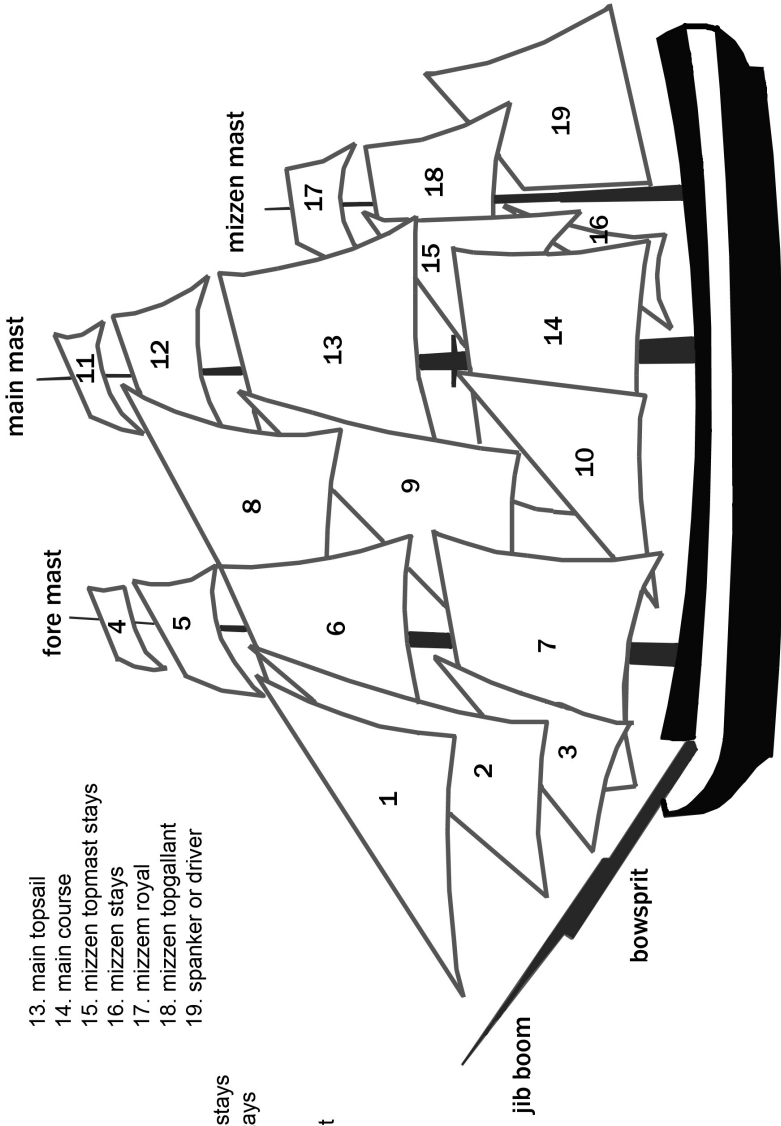 13. main topsail
14. main course
15. mizzen topmast stays
16. mizzen stays
17. mizzem royal
18. mizzen topgallant
19. spanker or driver
stays
ays
t
fore mast
main mast
mizzen mast
4
5
6
7
11
12
13
14
17
18
19
8
9
10
15
16
1
2
3
jib boom
bowsprit